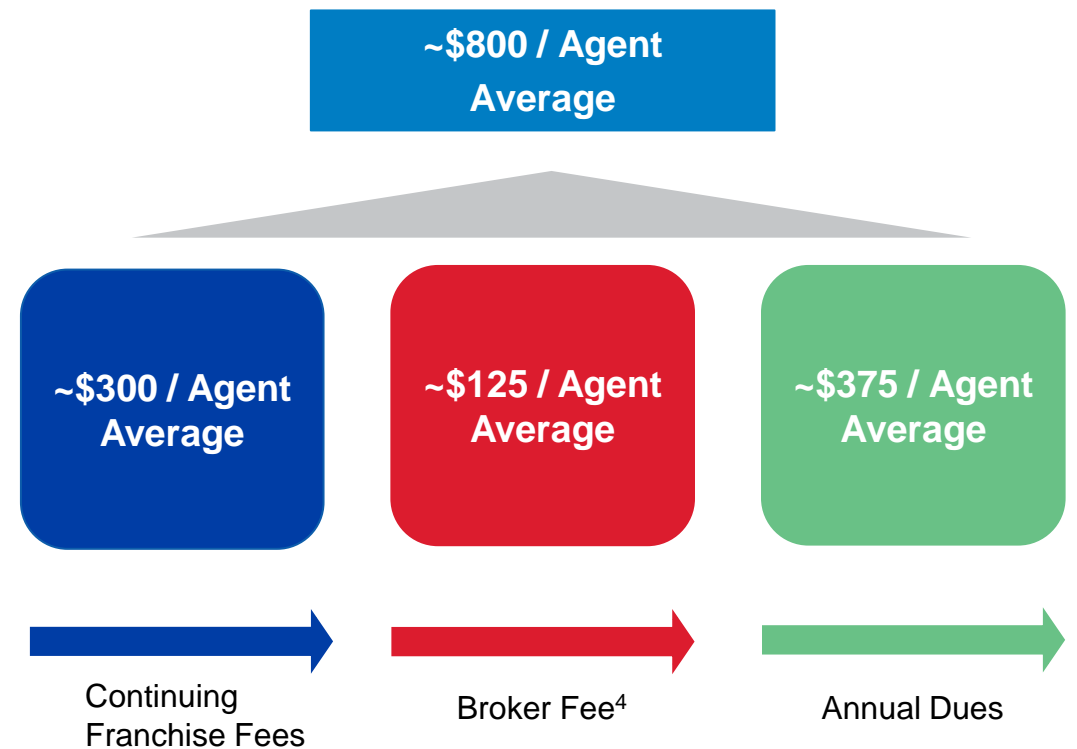 ~$800 / Agent
Average
~$300 / Agent
Average
~$125 / Agent
Average
~$375 / Agent
Average
Continuing
Franchise Fees
Broker Fee⁴
Annual Dues